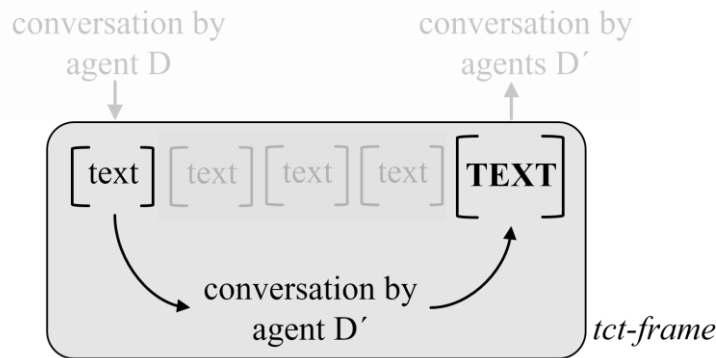 conversation by conversation by
agent D agents D´
[text] [text] [text] [text] [TEXT]
conversation by
agent D´
tct-frame